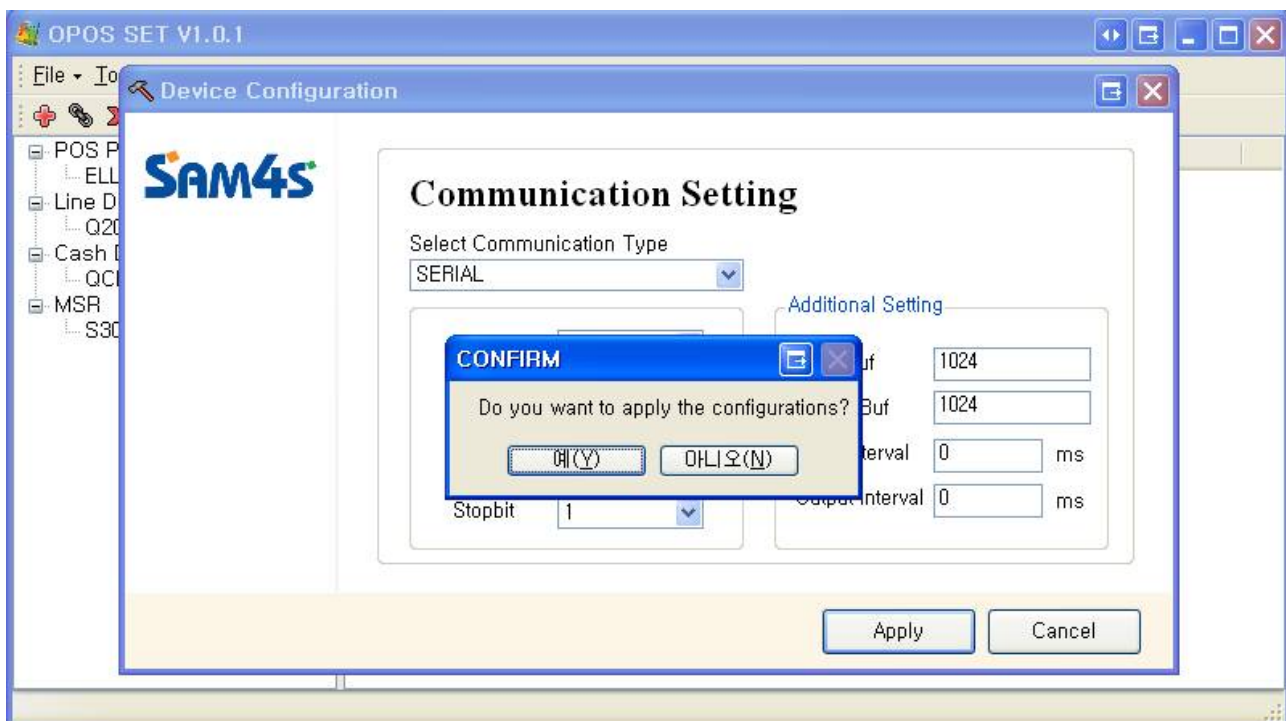 OPOS SET V1.0.1
File
Device Configuration
POS P
ELL
Line D
Q20
Cash
QC
MSR
S30
SAM4S
Communication Setting
Select Communication Type
SERIAL
Additional Setting
CONFIRM
Do you want to apply the configurations?
예(Y)
아니오(N)
1024
Buf
1024
terval
0
ms
Stopbit
1
Output Interval
0
ms
Apply
Cancel